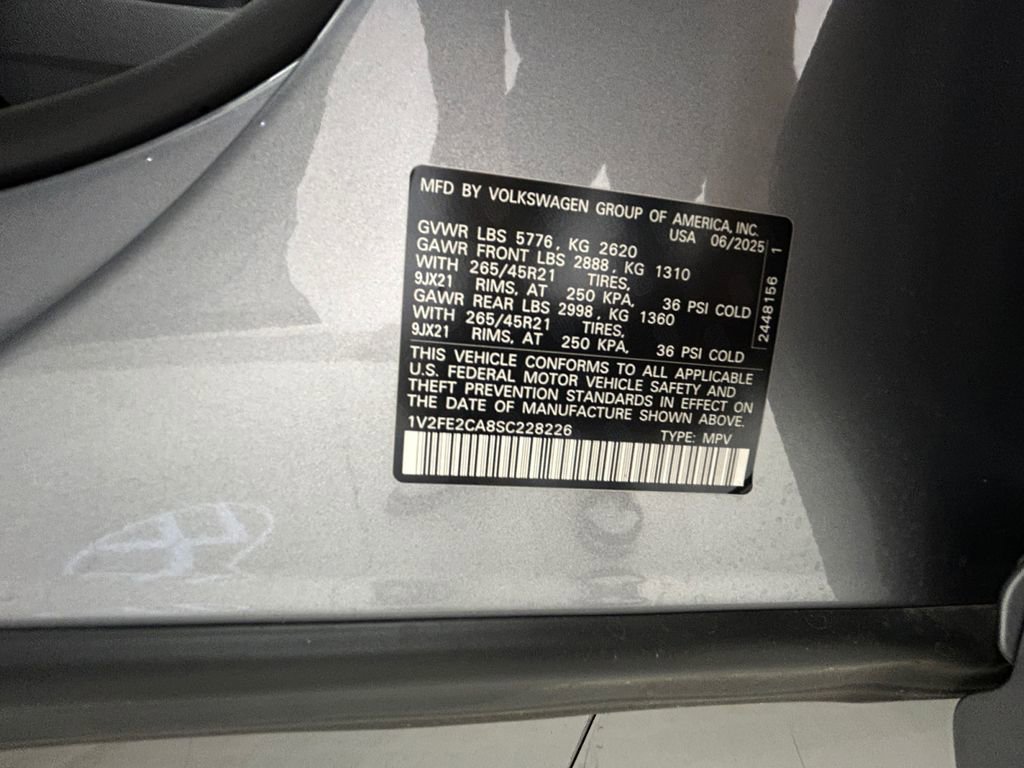 MFD BY VOLKSWAGEN GROUP OF AMERICA, INC.
USA 06/2025
GVWR LBS 5776, KG 2620
GAWR FRONT LBS 2888, KG 1310
WITH 265/45R21 TIRES,
9JX21 RIMS, AT 250 KPA, 36 PSI COLD
GAWR REAR LBS 2998, KG 1360
WITH 265/45R21 TIRES,
9JX21 RIMS, AT 250 KPA, 36 PSI COLD
2448156 1
THIS VEHICLE CONFORMS TO ALL APPLICABLE
U.S. FEDERAL MOTOR VEHICLE SAFETY AND
THEFT PREVENTION STANDARDS IN EFFECT ON
THE DATE OF MANUFACTURE SHOWN ABOVE.
1V2FE2CA8SC228226 TYPE: MPV